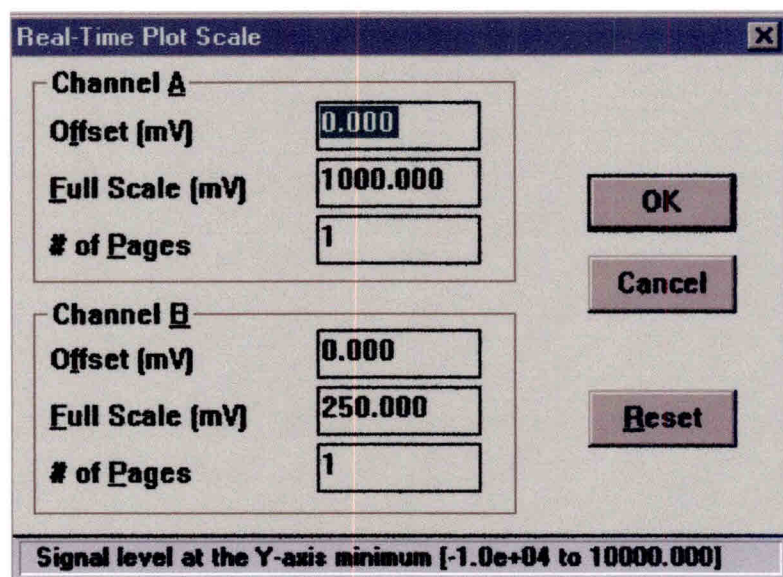 Real-Time Plot Scale
Channel A
Offset (mV) 0.000
Full Scale (mV) 1000.000
# of Pages 1
Channel B
Offset (mV) 0.000
Full Scale (mV) 250.000
# of Pages 1
OK
Cancel
Reset
Signal level at the Y-axis minimum [-1.0e+04 to 10000.000]